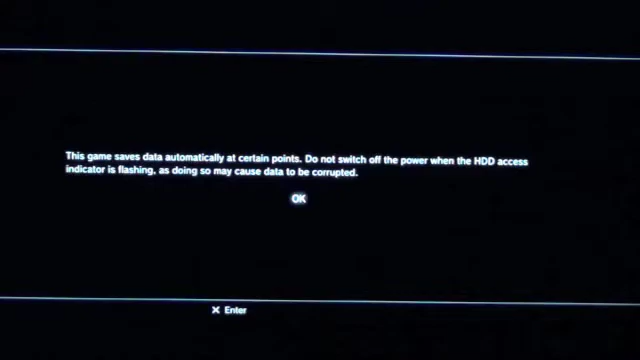 This game saves data automatically at certain points. Do not switch off the power when the HDD access
indicator is flashing, as doing so may cause data to be corrupted.
OK
✕ Enter